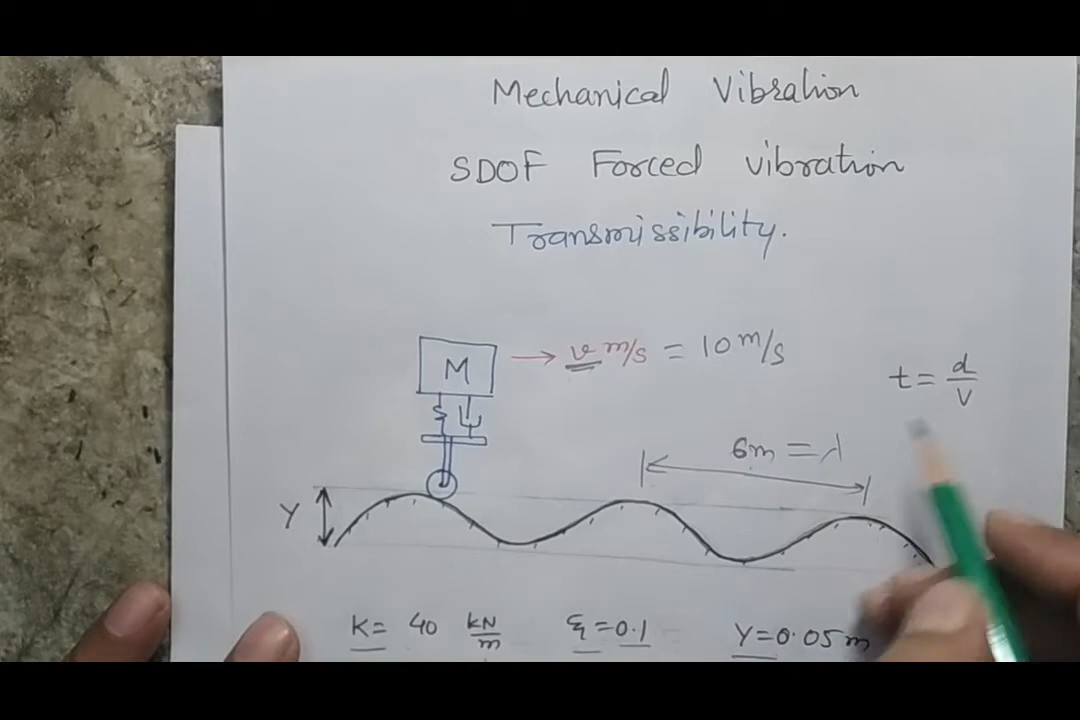 Mechanical Vibration
SDOF Forced Vibration
Transmissibility.
M
v m/s = 10 m/s
t = d/v
6m = λ
Y
K = 40 kN/m
ξ = 0.1
Y = 0.05 m